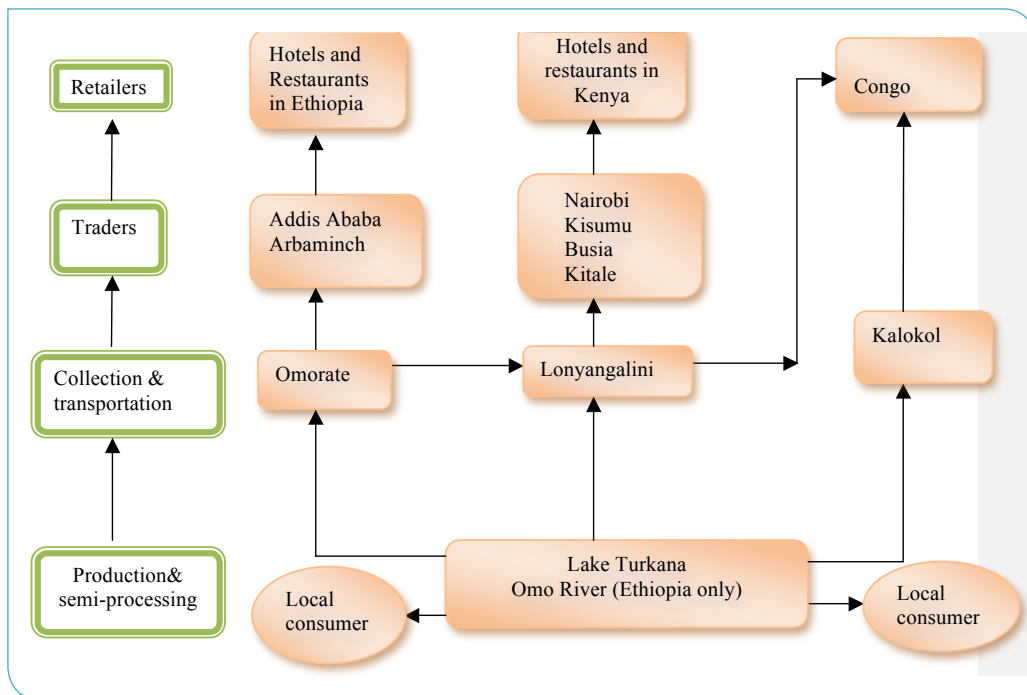 Retailers
Traders
Collection &
transportation
Production&
semi-processing
Hotels and
Restaurants
in Ethiopia
Hotels and
restaurants in
Kenya
Congo
Addis Ababa
Arbaminch
Nairobi
Kisumu
Busia
Kitale
Omorate
Lonyangalini
Kalokol
Lake Turkana
Omo River (Ethiopia only)
Local
consumer
Local
consumer